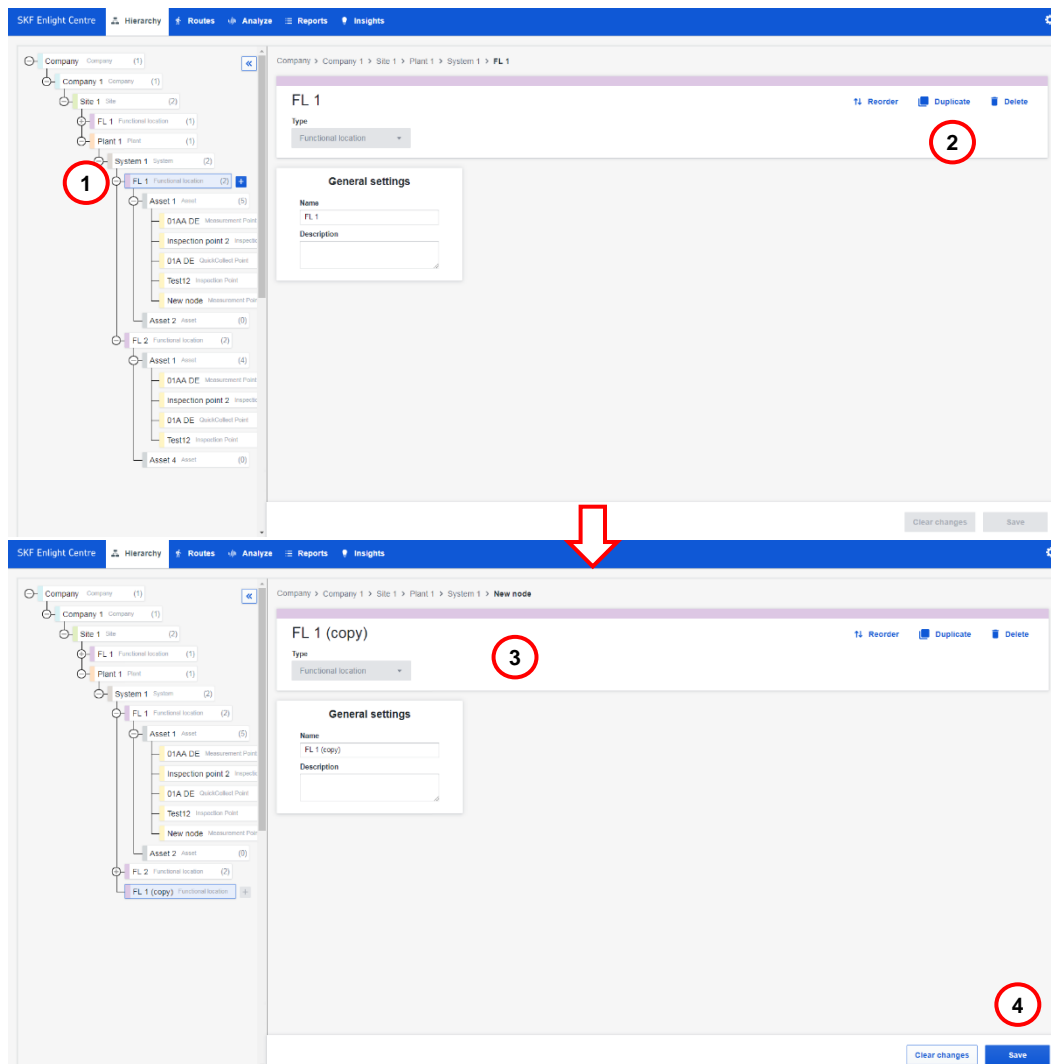 SKF Enlight Centre Hierarchy Routes Analyze Reports Insights
Company Company (1)
Company 1 Company (1)
Site 1 Site (2)
FL 1 Functional location (1)
Plant 1 Plant (1)
System 1 System (2)
1
FL 1 Functional location (2) +
Asset 1 Asset (5)
01AA DE Measurement Point
Inspection point 2 Inspectic
01A DE QuickCollect Point
Test12 Inspection Point
New node Measurement Poin
Asset 2 Asset (0)
FL 2 Functional location (2)
Asset 1 Asset (4)
01AA DE Measurement Point
Inspection point 2 Inspectic
01A DE QuickCollect Point
Test12 Inspection Point
Asset 4 Asset (0)
«
Company > Company 1 > Site 1 > Plant 1 > System 1 > FL 1
FL 1
Reorder Duplicate Delete
Type
Functional location
2
General settings
Name
FL 1
Description
Clear changes Save
SKF Enlight Centre Hierarchy Routes Analyze Reports Insights
Company Company (1)
Company 1 Company (1)
Site 1 Site (2)
FL 1 Functional location (1)
Plant 1 Plant (1)
System 1 System (2)
FL 1 Functional location (2)
Asset 1 Asset (5)
01AA DE Measurement Point
Inspection point 2 Inspectic
01A DE QuickCollect Point
Test12 Inspection Point
New node Measurement Poin
Asset 2 Asset (0)
FL 2 Functional location (2)
FL 1 (copy) Functional location +
«
Company > Company 1 > Site 1 > Plant 1 > System 1 > New node
FL 1 (copy)
Reorder Duplicate Delete
Type
Functional location
3
General settings
Name
FL 1 (copy)
Description
4
Clear changes Save